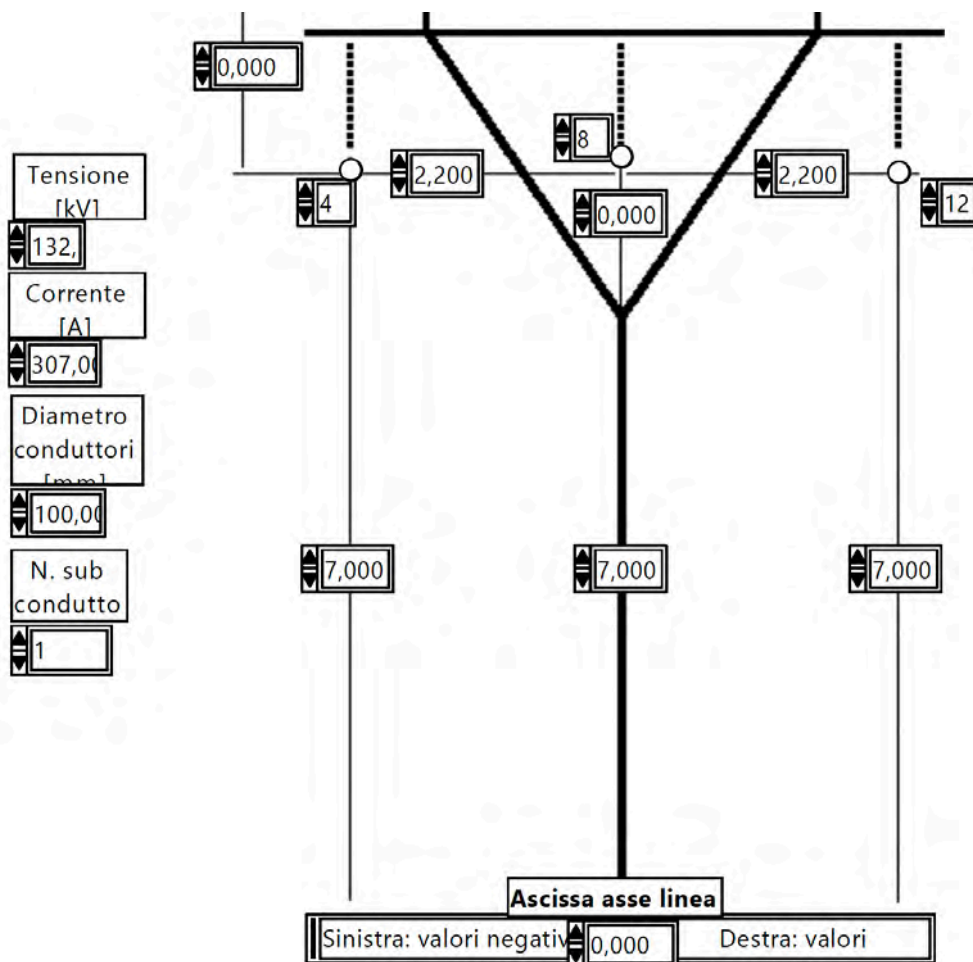 0,000
8
2,200
2,200
4
0,000
12
Tensione
[kV]
132,
Corrente
[A]
307,00
Diametro
conduttori
[mm]
100,00
7,000
7,000
7,000
N. sub
condutto
1
Ascissa asse linea
Sinistra: valori negativ
0,000
Destra: valori